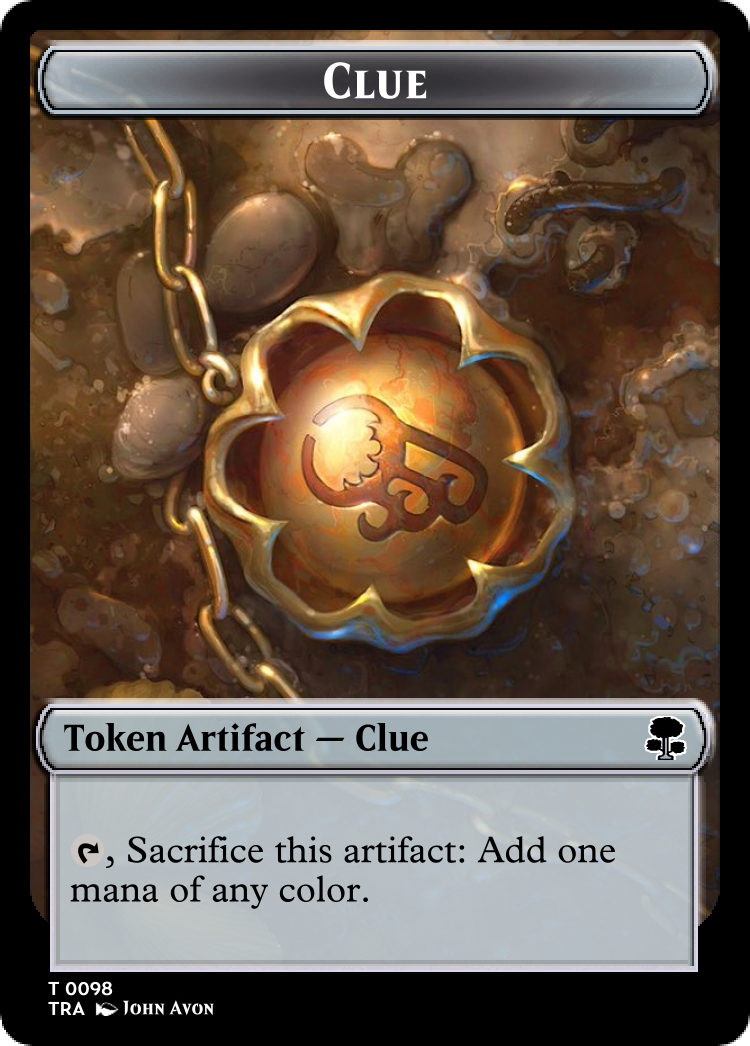 Clue
Token Artifact — Clue
, Sacrifice this artifact: Add one
mana of any color.
T 0098
TRA John Avon